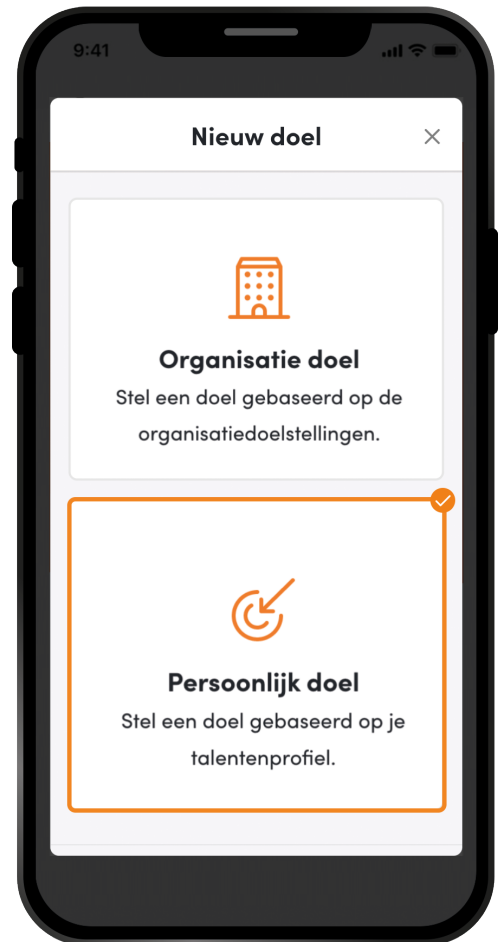 9:41
Nieuw doel
Organisatie doel
Stel een doel gebaseerd op de
organisatiedoelstellingen.
Persoonlijk doel
Stel een doel gebaseerd op je
talentenprofiel.